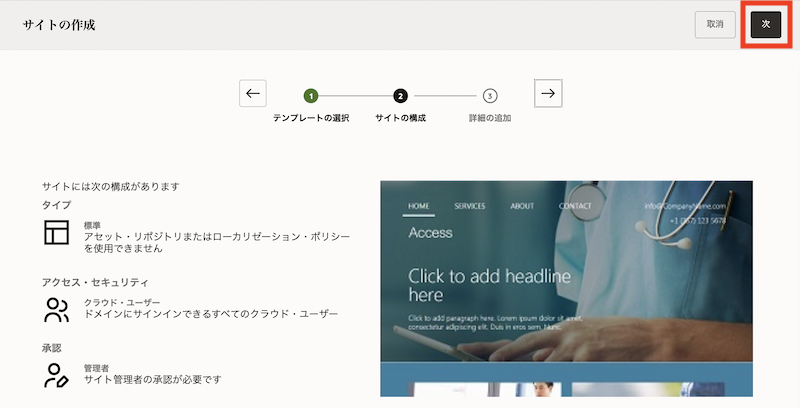 サイトの作成
取消
次
1
2
3
テンプレートの選択
サイトの構成
詳細の追加
サイトには次の構成があります
タイプ
標準
アセット・リポジトリまたはローカリゼーション・ポリシー
を使用できません
アクセス・セキュリティ
クラウド・ユーザー
ドメインにサインインできるすべてのクラウド・ユーザー
承認
管理者
サイト管理者の承認が必要です
HOME
SERVICES
ABOUT
CONTACT
info@CompanyName.com
+1 (347) 123 5678
Access
Click to add headline
here
Click to add paragraph here. Lorem ipsum dolor sit amet,
consectetur adipiscing elit. Duis in eros sem. Nunc.